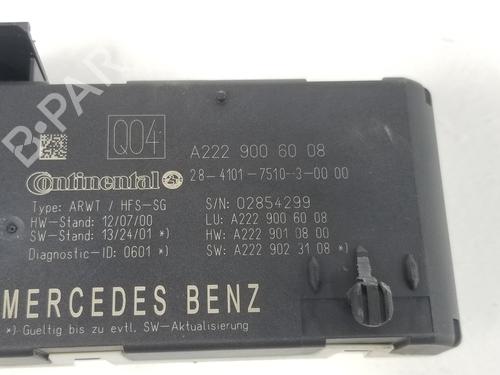 B-PARTS
Q04
A222 900 60 08
Continental
28-4101-7510-3-00 00
Type: ARWT / HFS-SG
S/N: 02854299
HW-Stand: 12/07/00
LU: A222 900 60 08
SW-Stand: 13/24/01 *)
HW: A222 901 08 00
Diagnostic-ID: 0601 *)
SW: A222 902 31 08 *)
MERCEDES BENZ
*) Gueltig bis zu evtl. SW-Aktualisierung